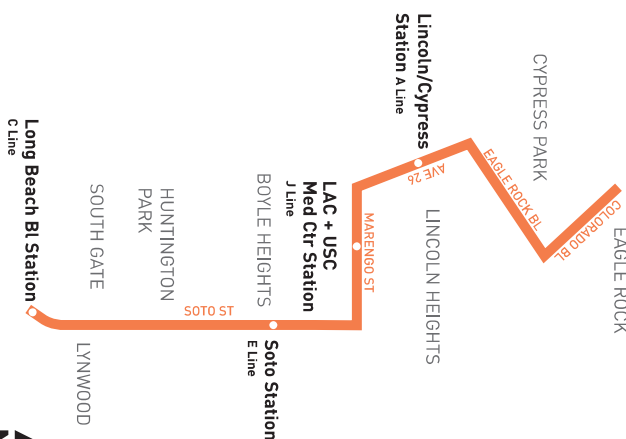 EAGLE ROCK
COLORADO BL
EAGLE ROCK BL
CYPRESS PARK
Lincoln/Cypress
Station A Line
AVE 26
LINCOLN HEIGHTS
MARENGO ST
LAC + USC
Med Ctr Station
J Line
BOYLE HEIGHTS
Soto Station
E Line
SOTO ST
HUNTINGTON
PARK
SOUTH GATE
LYNWOOD
Long Beach Bl Station
C Line